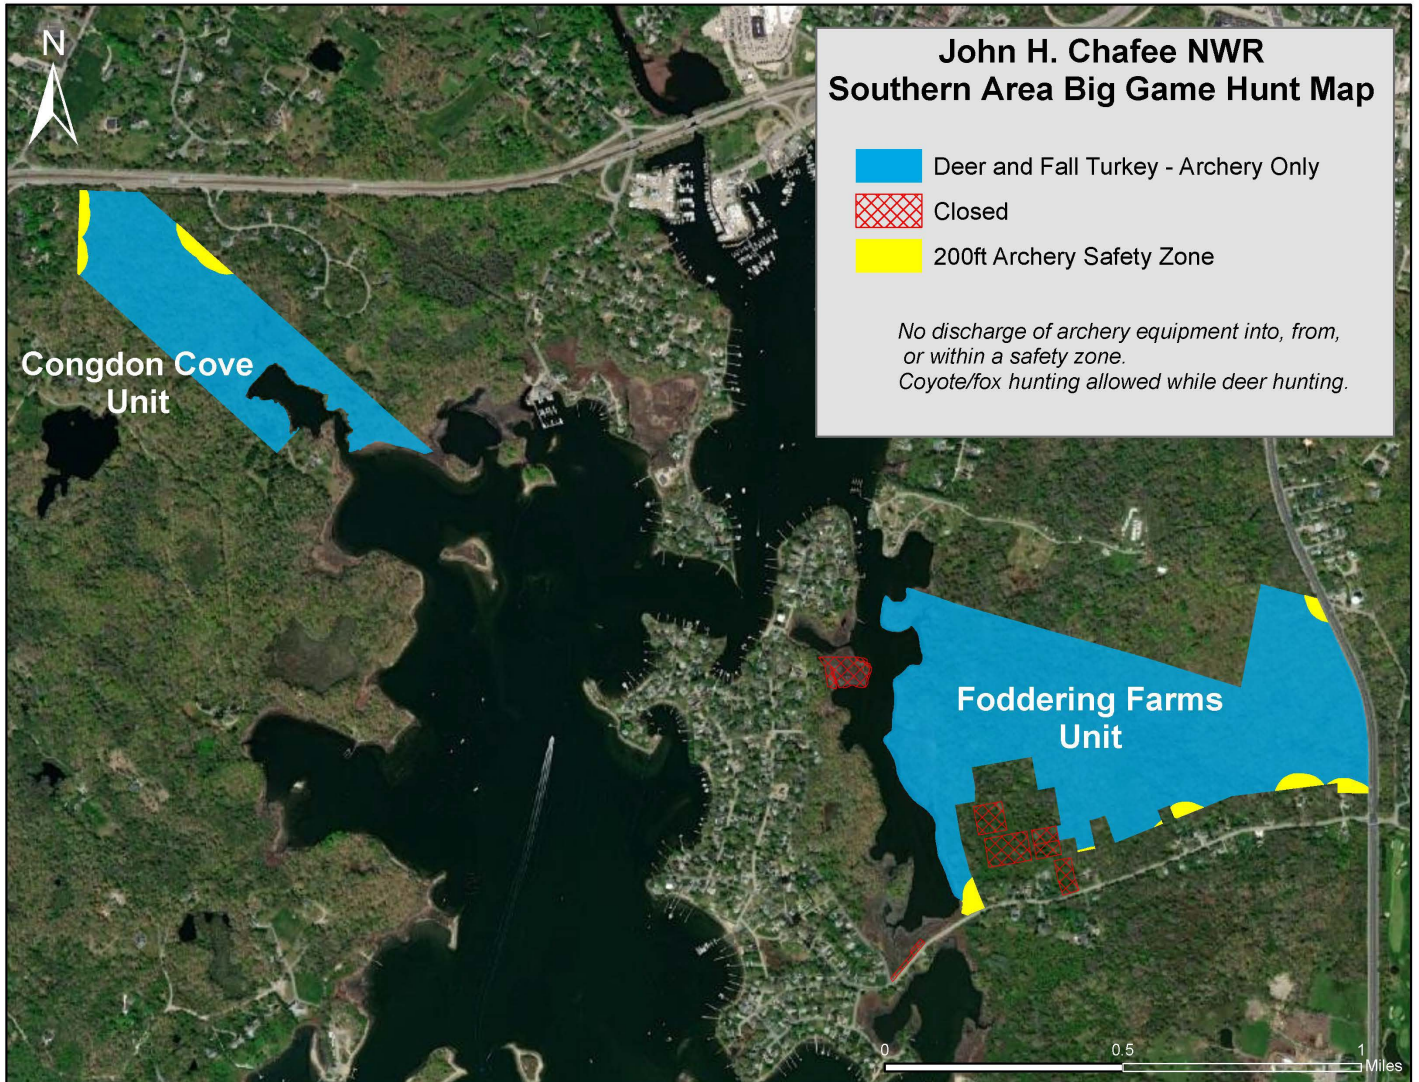 N
John H. Chafee NWR
Southern Area Big Game Hunt Map
Deer and Fall Turkey - Archery Only
Closed
200ft Archery Safety Zone
No discharge of archery equipment into, from,
or within a safety zone.
Coyote/fox hunting allowed while deer hunting.
Congdon Cove
Unit
Foddering Farms
Unit
0 0.5 1
Miles